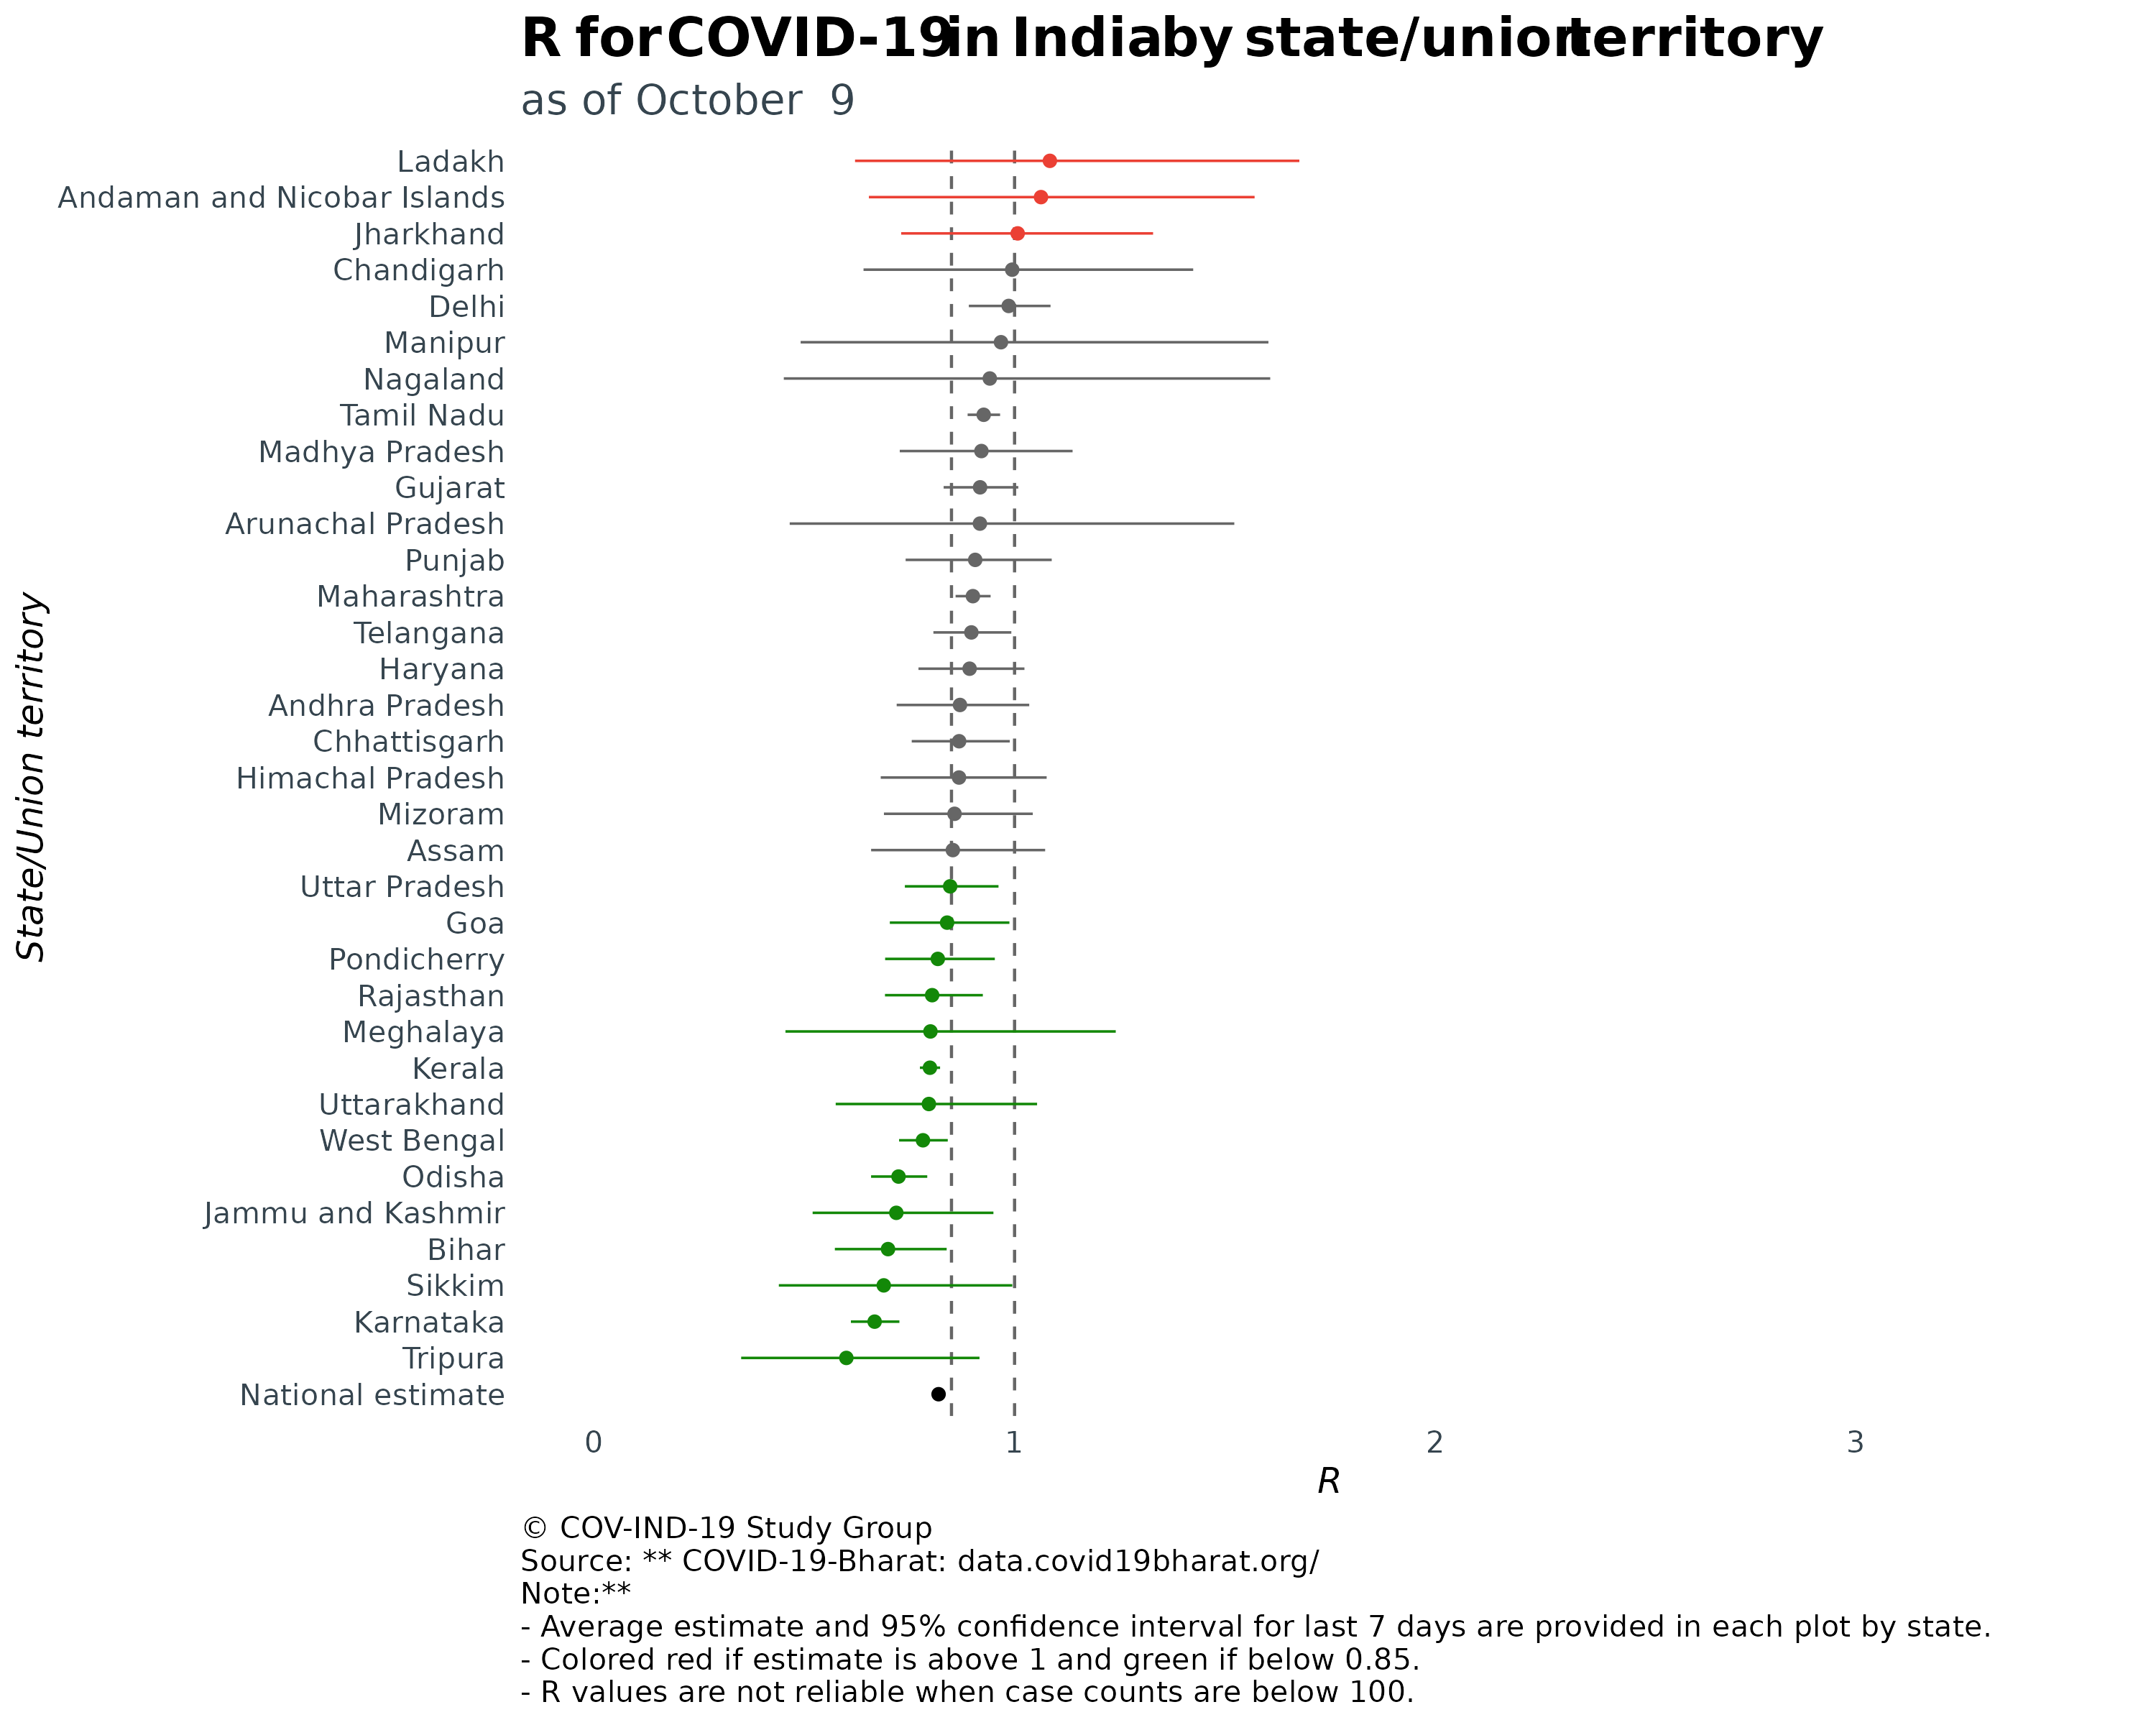 R for COVID-19 in India by state/union territory
as of October 9
Ladakh
Andaman and Nicobar Islands
Jharkhand
Chandigarh
Delhi
Manipur
Nagaland
Tamil Nadu
Madhya Pradesh
Gujarat
Arunachal Pradesh
Punjab
Maharashtra
Telangana
Haryana
Andhra Pradesh
Chhattisgarh
Himachal Pradesh
Mizoram
Assam
Uttar Pradesh
Goa
Pondicherry
Rajasthan
Meghalaya
Kerala
Uttarakhand
West Bengal
Odisha
Jammu and Kashmir
Bihar
Sikkim
Karnataka
Tripura
National estimate
State/Union territory
0 1 2 3
R
© COV-IND-19 Study Group
Source: ** COVID-19-Bharat: data.covid19bharat.org/
Note:**
- Average estimate and 95% confidence interval for last 7 days are provided in each plot by state.
- Colored red if estimate is above 1 and green if below 0.85.
- R values are not reliable when case counts are below 100.